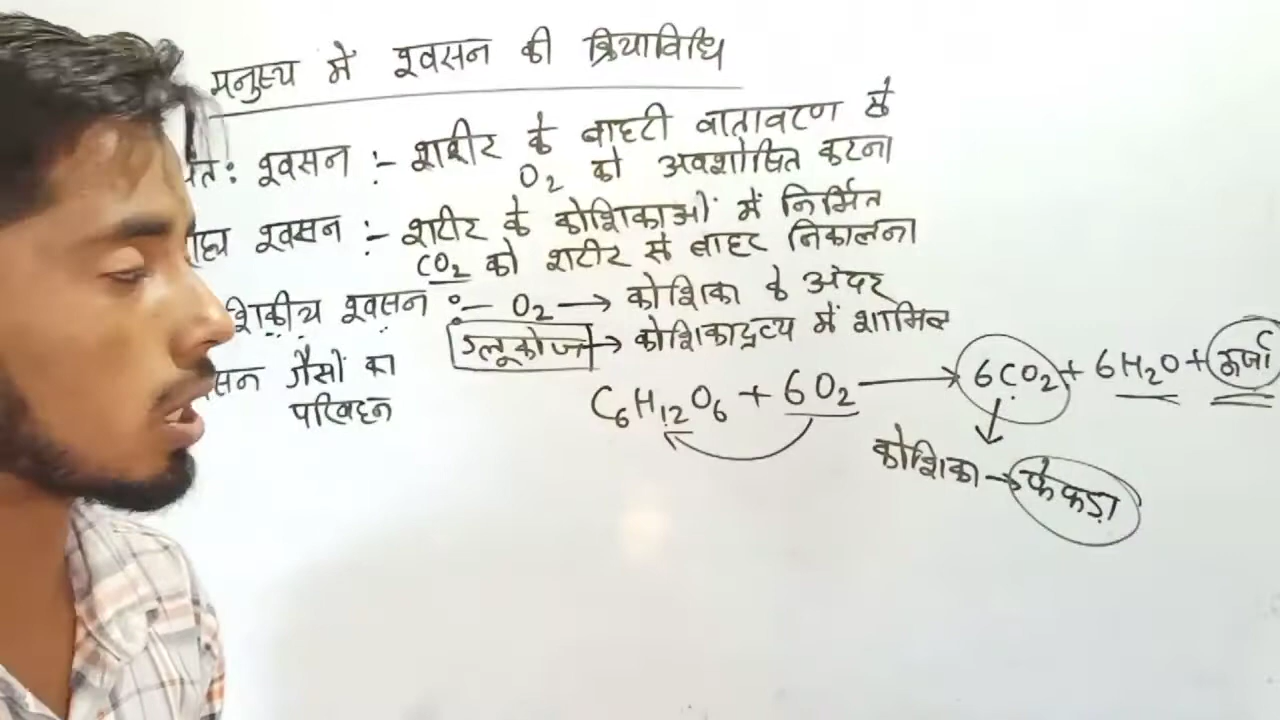 मनुष्य में श्वसन की क्रियाविधि
श्वसन :- शरीर के बाहरी वातावरण से
O₂ को अवशोषित करना
श्वसन :- शरीर के कोशिकाओं में निर्मित
CO₂ को शरीर से बाहर निकालना
श्वसन :- O₂ → कोशिका के अंदर
ग्लूकोज → कोशिकाद्रव्य में शामिल
गैसों का
परिवहन
C₆H₁₂O₆ + 6O₂ → 6CO₂ + 6H₂O + ऊर्जा
↓
कोशिका → फेफड़ा